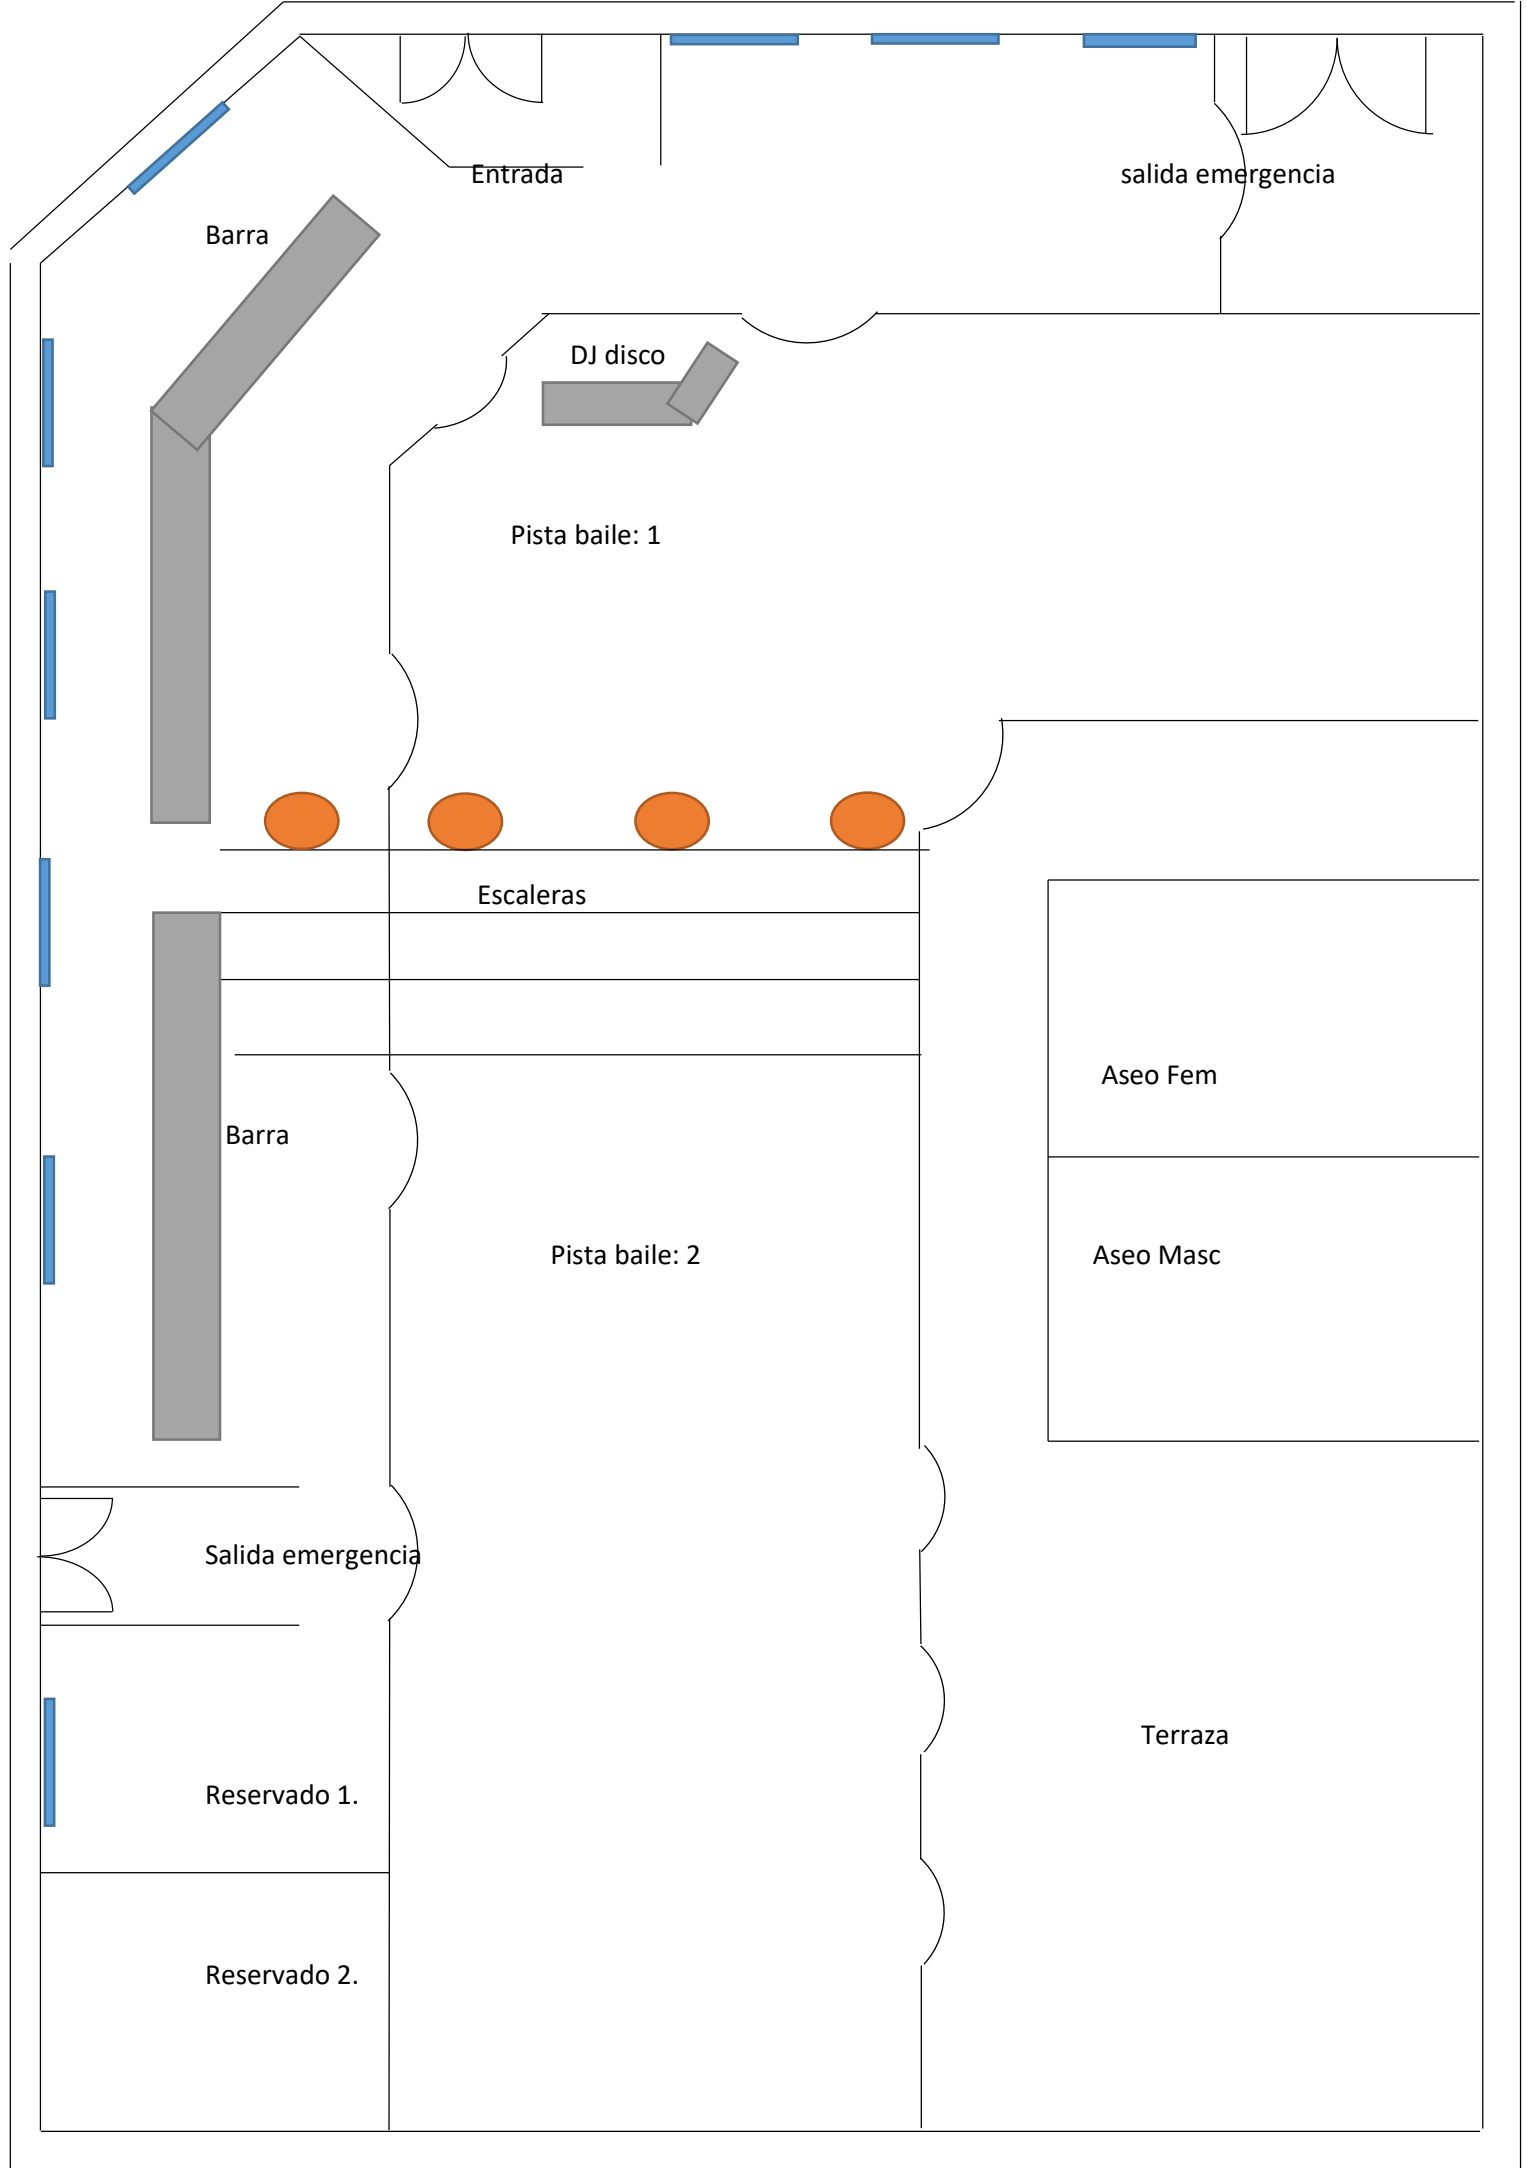 Entrada
salida emergencia
Barra
DJ disco
Pista baile: 1
Escaleras
Aseo Fem
Barra
Pista baile: 2
Aseo Masc
Salida emergencia
Terraza
Reservado 1.
Reservado 2.